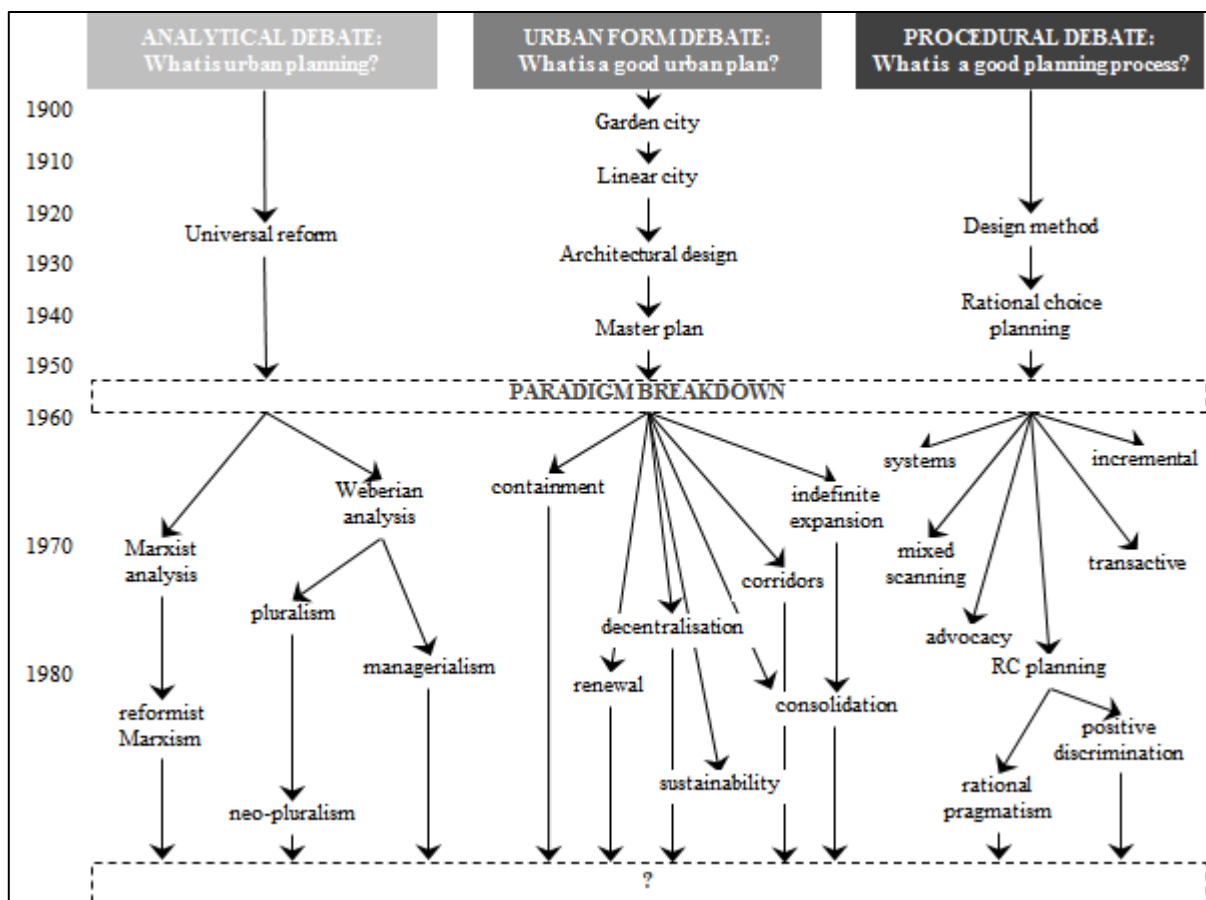 ANALYTICAL DEBATE:
What is urban planning?
URBAN FORM DEBATE:
What is a good urban plan?
PROCEDURAL DEBATE:
What is a good planning process?
1900
Garden city
1910
Linear city
1920
Universal reform
Design method
Architectural design
1930
Rational choice
planning
1940
Master plan
1950
PARADIGM BREAKDOWN
1960
systems
incremental
Weberian
analysis
containment
indefinite
expansion
1970
Marxist
analysis
mixed
scanning
transactive
corridors
pluralism
decentralisation
advocacy
managerialism
RC planning
1980
renewal
consolidation
reformist
Marxism
positive
discrimination
sustainability
rational
pragmatism
neo-pluralism
?